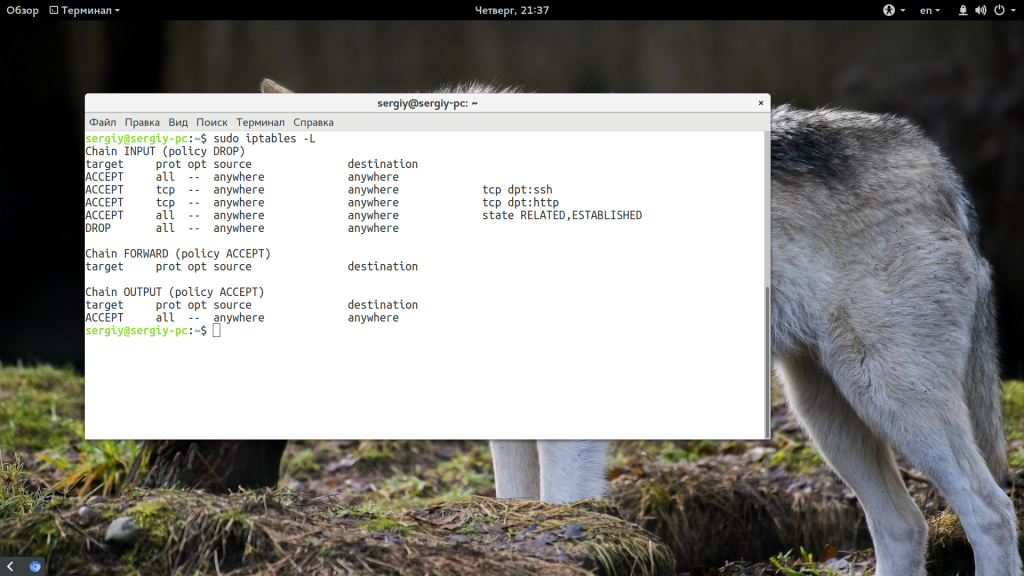 Обзор Терминал Четверг, 21:37 en
sergiy@sergiy-pc: ~ ×
Файл Правка Вид Поиск Терминал Справка
sergiy@sergiy-pc:~$ sudo iptables -L
Chain INPUT (policy DROP)
target     prot opt source               destination
ACCEPT     all  --  anywhere             anywhere
ACCEPT     tcp  --  anywhere             anywhere             tcp dpt:ssh
ACCEPT     tcp  --  anywhere             anywhere             tcp dpt:http
ACCEPT     all  --  anywhere             anywhere             state RELATED,ESTABLISHED
DROP       all  --  anywhere             anywhere

Chain FORWARD (policy ACCEPT)
target     prot opt source               destination

Chain OUTPUT (policy ACCEPT)
target     prot opt source               destination
ACCEPT     all  --  anywhere             anywhere
sergiy@sergiy-pc:~$